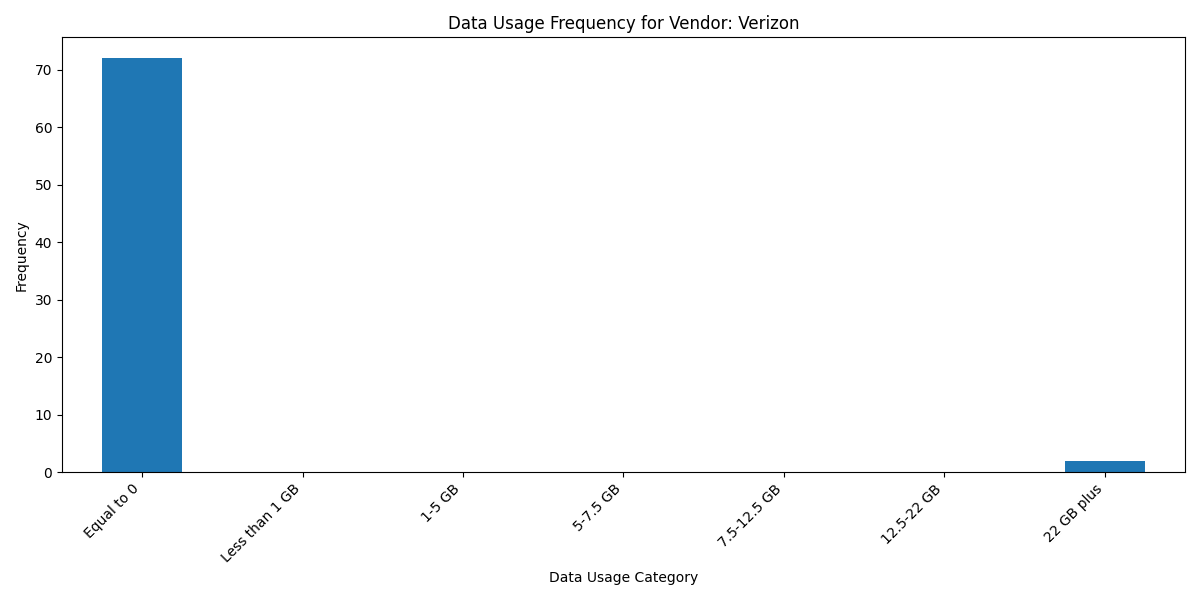 Data Usage Frequency for Vendor: Verizon
Frequency
70
60
50
40
30
20
10
0
Equal to 0
Less than 1 GB
1-5 GB
5-7.5 GB
7.5-12.5 GB
12.5-22 GB
22 GB plus
Data Usage Category